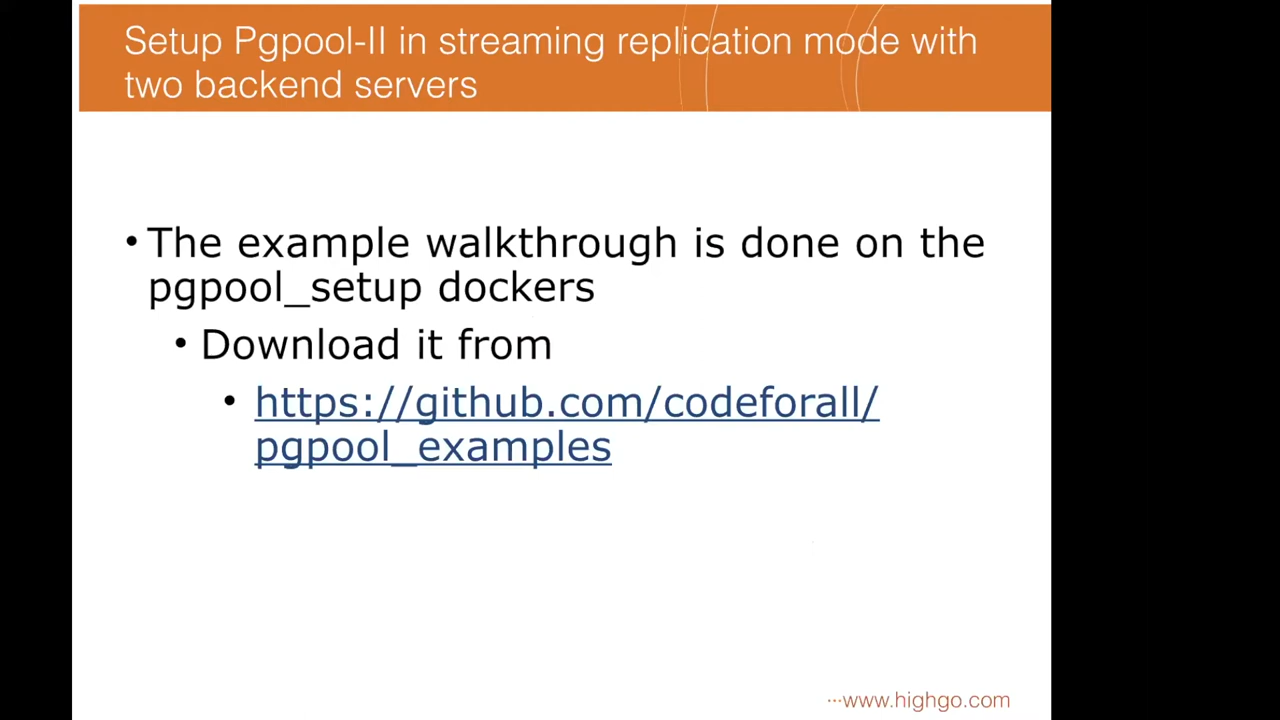 Setup Pgpool-II in streaming replication mode with
two backend servers
• The example walkthrough is done on the
pgpool_setup dockers
• Download it from
• https://github.com/codeforall/
pgpool_examples
···www.highgo.com